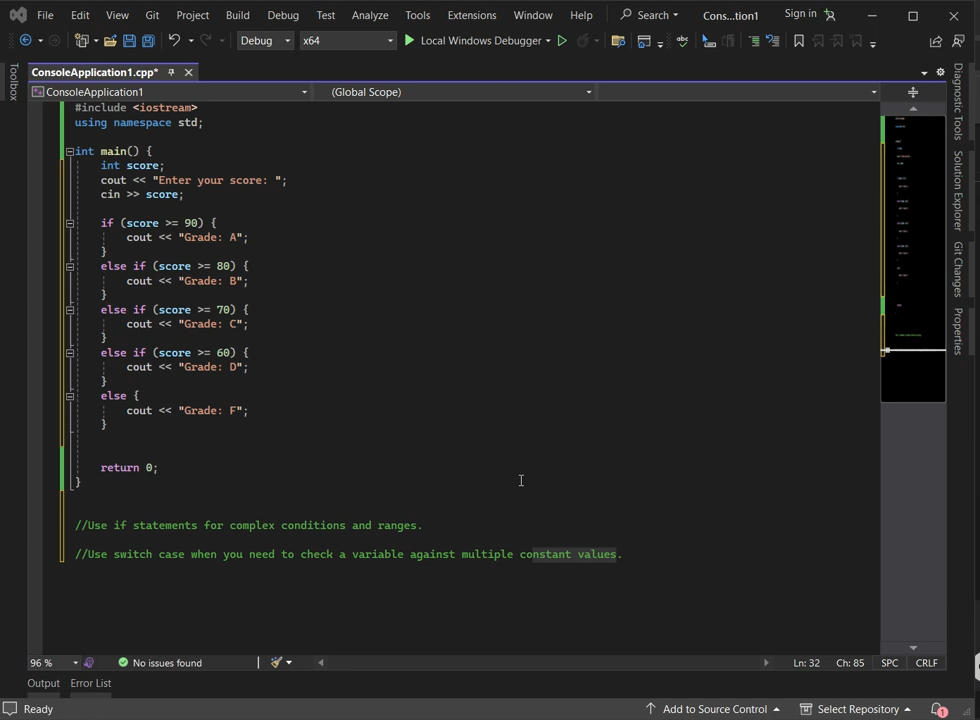 File Edit View Git Project Build Debug Test Analyze Tools Extensions Window Help Search Cons...tion1 Sign in
Debug x64 Local Windows Debugger
Toolbox
ConsoleApplication1.cpp*
ConsoleApplication1 (Global Scope)
#include <iostream>
using namespace std;
int main() {
int score;
cout << "Enter your score: ";
cin >> score;
if (score >= 90) {
cout << "Grade: A";
}
else if (score >= 80) {
cout << "Grade: B";
}
else if (score >= 70) {
cout << "Grade: C";
}
else if (score >= 60) {
cout << "Grade: D";
}
else {
cout << "Grade: F";
}
return 0;
}
//Use if statements for complex conditions and ranges.
//Use switch case when you need to check a variable against multiple constant values.
Diagnostic Tools
Solution Explorer
Git Changes
Properties
96 % No issues found Ln: 32 Ch: 85 SPC CRLF
Output Error List
Ready Add to Source Control Select Repository 1